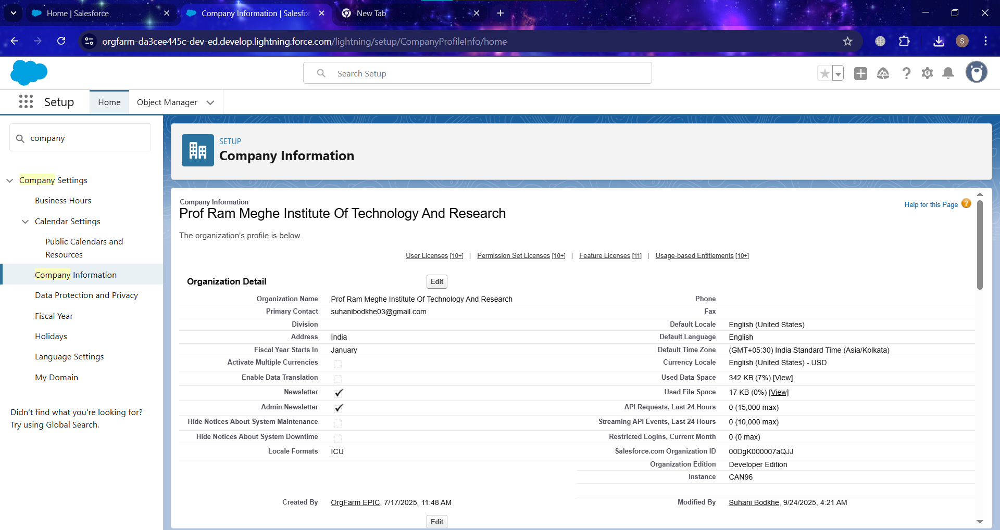 Home | Salesforce
Company Information | Salesfor
New Tab
orgfarm-da3cee445c-dev-ed.develop.lightning.force.com/lightning/setup/CompanyProfileInfo/home
S
Search Setup
Setup
Home
Object Manager
company
Company Settings
Business Hours
Calendar Settings
Public Calendars and
Resources
Company Information
Data Protection and Privacy
Fiscal Year
Holidays
Language Settings
My Domain
Didn't find what you're looking for?
Try using Global Search.
SETUP
Company Information
Company Information
Prof Ram Meghe Institute Of Technology And Research
Help for this Page ?
The organization's profile is below.
User Licenses [10+] | Permission Set Licenses [10+] | Feature Licenses [11] | Usage-based Entitlements [10+]
Organization Detail Edit
Organization Name Prof Ram Meghe Institute Of Technology And Research Phone
Primary Contact suhanibodkhe03@gmail.com Fax
Division Default Locale English (United States)
Address India Default Language English
Fiscal Year Starts In January Default Time Zone (GMT+05:30) India Standard Time (Asia/Kolkata)
Activate Multiple Currencies Currency Locale English (United States) - USD
Enable Data Translation Used Data Space 342 KB (7%) [View]
Newsletter Used File Space 17 KB (0%) [View]
Admin Newsletter API Requests, Last 24 Hours 0 (15,000 max)
Hide Notices About System Maintenance Streaming API Events, Last 24 Hours 0 (10,000 max)
Hide Notices About System Downtime Restricted Logins, Current Month 0 (0 max)
Locale Formats ICU Salesforce.com Organization ID 00DgK000007aQJJ
Organization Edition Developer Edition
Instance CAN96
Created By OrgFarm EPIC, 7/17/2025, 11:48 AM Modified By Suhani Bodkhe, 9/24/2025, 4:21 AM
Edit